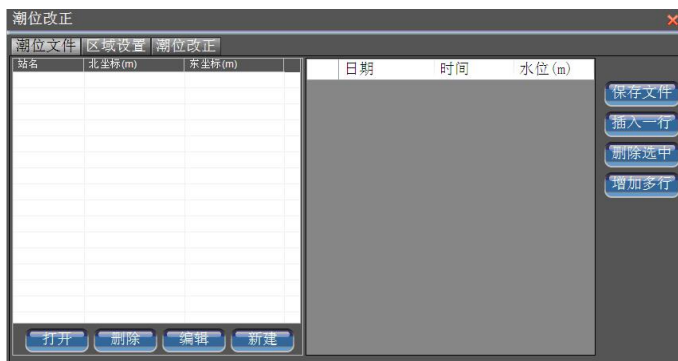 潮位改正
潮位文件 区域设置 潮位改正
站名 北坐标(m) 东坐标(m)
日期 时间 水位(m)
保存文件
插入一行
删除选中
增加多行
打开 删除 编辑 新建